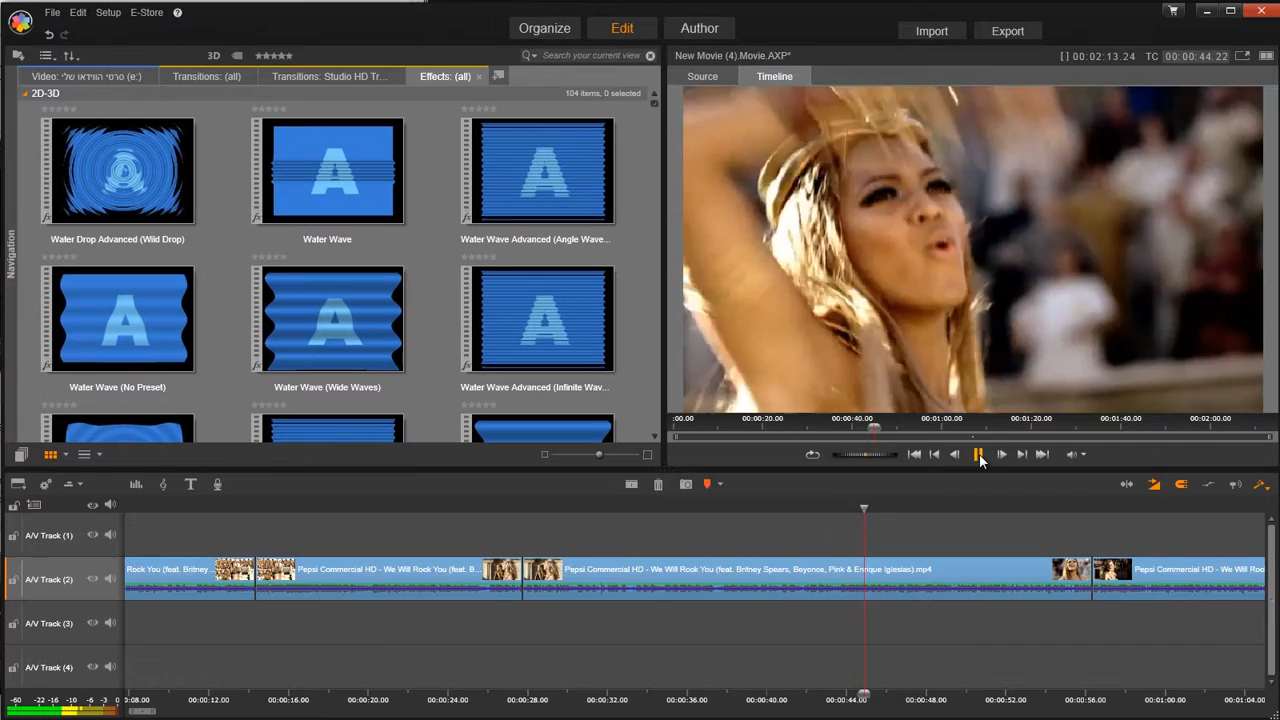 File Edit Setup E-Store ?
Organize Edit Author
Import Export
3D
Search your current view
New Movie (4).Movie.AXP*
[ ] 00:02:13.24 TC 00:00:44.22
Video: סרטי הווידאו שלי (e:)
Transitions: (all)
Transitions: Studio HD Tr...
Effects: (all) ×
Source Timeline
2D-3D
104 items, 0 selected
Navigation
A
A
Water Drop Advanced (Wild Drop)
Water Wave
Water Wave Advanced (Angle Wave...
A
A
A
Water Wave (No Preset)
Water Wave (Wide Waves)
Water Wave Advanced (Infinite Wav...
:00.00 00:00:20.00 00:00:40.00 00:01:00.00 00:01:20.00 00:01:40.00 00:02:00.00
A/V Track (1)
A/V Track (2)
Rock You (feat. Britney...
Pepsi Commercial HD - We Will Rock You (feat. B...
Pepsi Commercial HD - We Will Rock You (feat. Britney Spears, Beyonce, Pink & Enrique Iglesias).mp4
Pepsi Commercial HD - We Will Roc
A/V Track (3)
A/V Track (4)
-60 -22 -16 -10 -6 -3 0
0:08.00 00:00:12.00 00:00:16.00 00:00:20.00 00:00:24.00 00:00:28.00 00:00:32.00 00:00:36.00 00:00:40.00 00:00:44.00 00:00:48.00 00:00:52.00 00:00:56.00 00:01:00.00 00:01:04.00